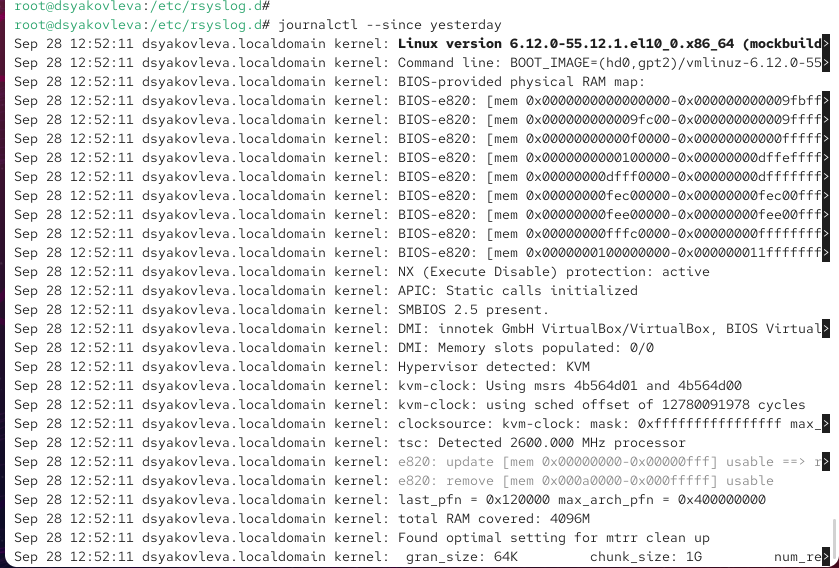 root@dsyakovleva:/etc/rsyslog.d#
root@dsyakovleva:/etc/rsyslog.d# journalctl --since yesterday
Sep 28 12:52:11 dsyakovleva.localdomain kernel: Linux version 6.12.0-55.12.1.el10_0.x86_64 (mockbuild>
Sep 28 12:52:11 dsyakovleva.localdomain kernel: Command line: BOOT_IMAGE=(hd0,gpt2)/vmlinuz-6.12.0-55>
Sep 28 12:52:11 dsyakovleva.localdomain kernel: BIOS-provided physical RAM map:
Sep 28 12:52:11 dsyakovleva.localdomain kernel: BIOS-e820: [mem 0x0000000000000000-0x000000000009fbff>
Sep 28 12:52:11 dsyakovleva.localdomain kernel: BIOS-e820: [mem 0x000000000009fc00-0x000000000009ffff>
Sep 28 12:52:11 dsyakovleva.localdomain kernel: BIOS-e820: [mem 0x00000000000f0000-0x00000000000fffff>
Sep 28 12:52:11 dsyakovleva.localdomain kernel: BIOS-e820: [mem 0x0000000000100000-0x00000000dffeffff>
Sep 28 12:52:11 dsyakovleva.localdomain kernel: BIOS-e820: [mem 0x00000000dfff0000-0x00000000dfffffff>
Sep 28 12:52:11 dsyakovleva.localdomain kernel: BIOS-e820: [mem 0x00000000fec00000-0x00000000fec00fff>
Sep 28 12:52:11 dsyakovleva.localdomain kernel: BIOS-e820: [mem 0x00000000fee00000-0x00000000fee00fff>
Sep 28 12:52:11 dsyakovleva.localdomain kernel: BIOS-e820: [mem 0x00000000fffc0000-0x00000000ffffffff>
Sep 28 12:52:11 dsyakovleva.localdomain kernel: BIOS-e820: [mem 0x0000000100000000-0x000000011fffffff>
Sep 28 12:52:11 dsyakovleva.localdomain kernel: NX (Execute Disable) protection: active
Sep 28 12:52:11 dsyakovleva.localdomain kernel: APIC: Static calls initialized
Sep 28 12:52:11 dsyakovleva.localdomain kernel: SMBIOS 2.5 present.
Sep 28 12:52:11 dsyakovleva.localdomain kernel: DMI: innotek GmbH VirtualBox/VirtualBox, BIOS Virtual>
Sep 28 12:52:11 dsyakovleva.localdomain kernel: DMI: Memory slots populated: 0/0
Sep 28 12:52:11 dsyakovleva.localdomain kernel: Hypervisor detected: KVM
Sep 28 12:52:11 dsyakovleva.localdomain kernel: kvm-clock: Using msrs 4b564d01 and 4b564d00
Sep 28 12:52:11 dsyakovleva.localdomain kernel: kvm-clock: using sched offset of 12780091978 cycles
Sep 28 12:52:11 dsyakovleva.localdomain kernel: clocksource: kvm-clock: mask: 0xffffffffffffffff max_>
Sep 28 12:52:11 dsyakovleva.localdomain kernel: tsc: Detected 2600.000 MHz processor
Sep 28 12:52:11 dsyakovleva.localdomain kernel: e820: update [mem 0x00000000-0x00000fff] usable ==> r>
Sep 28 12:52:11 dsyakovleva.localdomain kernel: e820: remove [mem 0x000a0000-0x000fffff] usable
Sep 28 12:52:11 dsyakovleva.localdomain kernel: last_pfn = 0x120000 max_arch_pfn = 0x400000000
Sep 28 12:52:11 dsyakovleva.localdomain kernel: total RAM covered: 4096M
Sep 28 12:52:11 dsyakovleva.localdomain kernel: Found optimal setting for mtrr clean up
Sep 28 12:52:11 dsyakovleva.localdomain kernel:  gran_size: 64K         chunk_size: 1G         num_re>